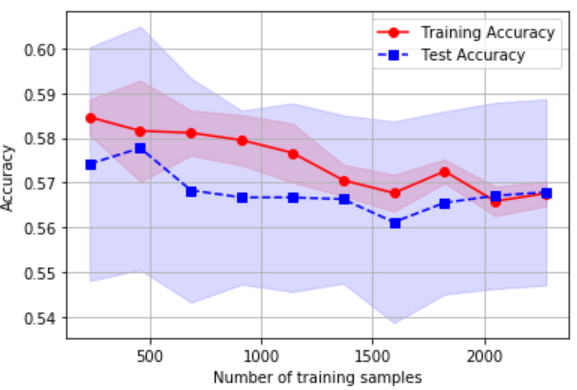 Training Accuracy
Test Accuracy
0.60
0.59
0.58
0.57
0.56
0.55
0.54
Accuracy
500
1000
1500
2000
Number of training samples